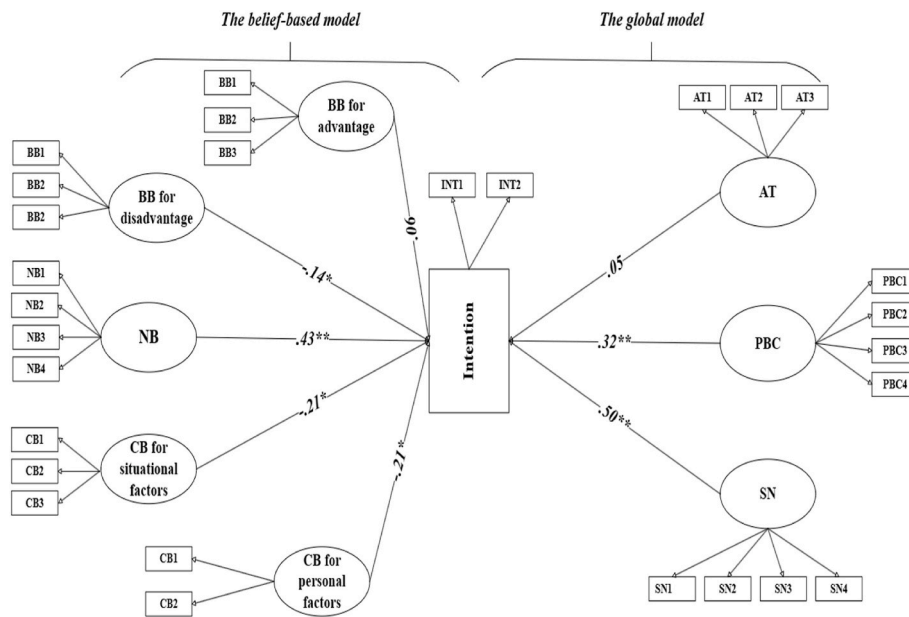 The belief-based model
The global model
BB1
BB2
BB3
BB for
advantage
BB1
BB2
BB2
BB for
disadvantage
NB1
NB2
NB3
NB4
NB
CB1
CB2
CB3
CB for
situational
factors
CB1
CB2
CB for
personal
factors
.06
-.14*
.43**
-.21*
-.21*
INT1
INT2
Intention
AT1
AT2
AT3
AT
.05
PBC1
PBC2
PBC3
PBC4
PBC
.32**
.50**
SN
SN1
SN2
SN3
SN4